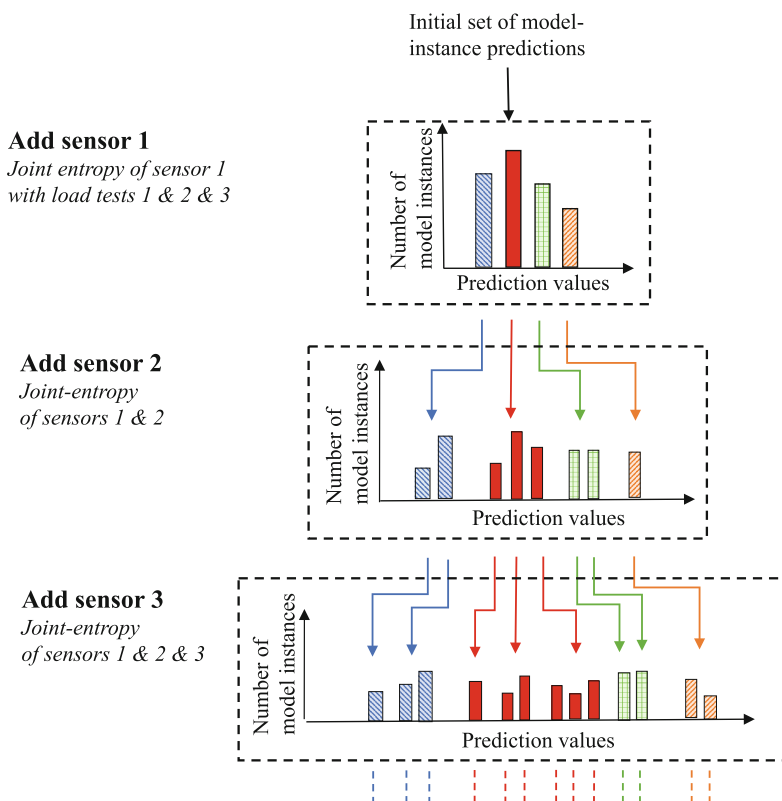 Initial set of model-
instance predictions
Add sensor 1
Joint entropy of sensor 1
with load tests 1 & 2 & 3
Number of
model instances
Prediction values
Add sensor 2
Joint-entropy
of sensors 1 & 2
Number of
model instances
Prediction values
Add sensor 3
Joint-entropy
of sensors 1 & 2 & 3
Number of
model instances
Prediction values